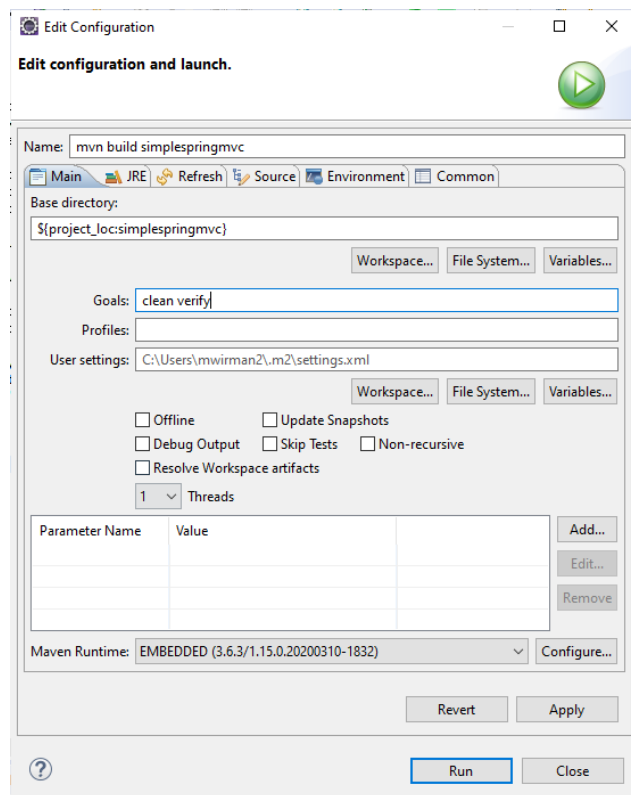 Edit Configuration
Edit configuration and launch.
Name: mvn build simplespringmvc
Main JRE Refresh Source Environment Common
Base directory:
${project_loc:simplespringmvc}
Workspace... File System... Variables...
Goals: clean verify
Profiles:
User settings: C:\Users\mwirman2\.m2\settings.xml
Workspace... File System... Variables...
Offline Update Snapshots
Debug Output Skip Tests Non-recursive
Resolve Workspace artifacts
1 Threads
Parameter Name Value Add...
Edit...
Remove
Maven Runtime: EMBEDDED (3.6.3/1.15.0.20200310-1832) Configure...
Revert Apply
? Run Close